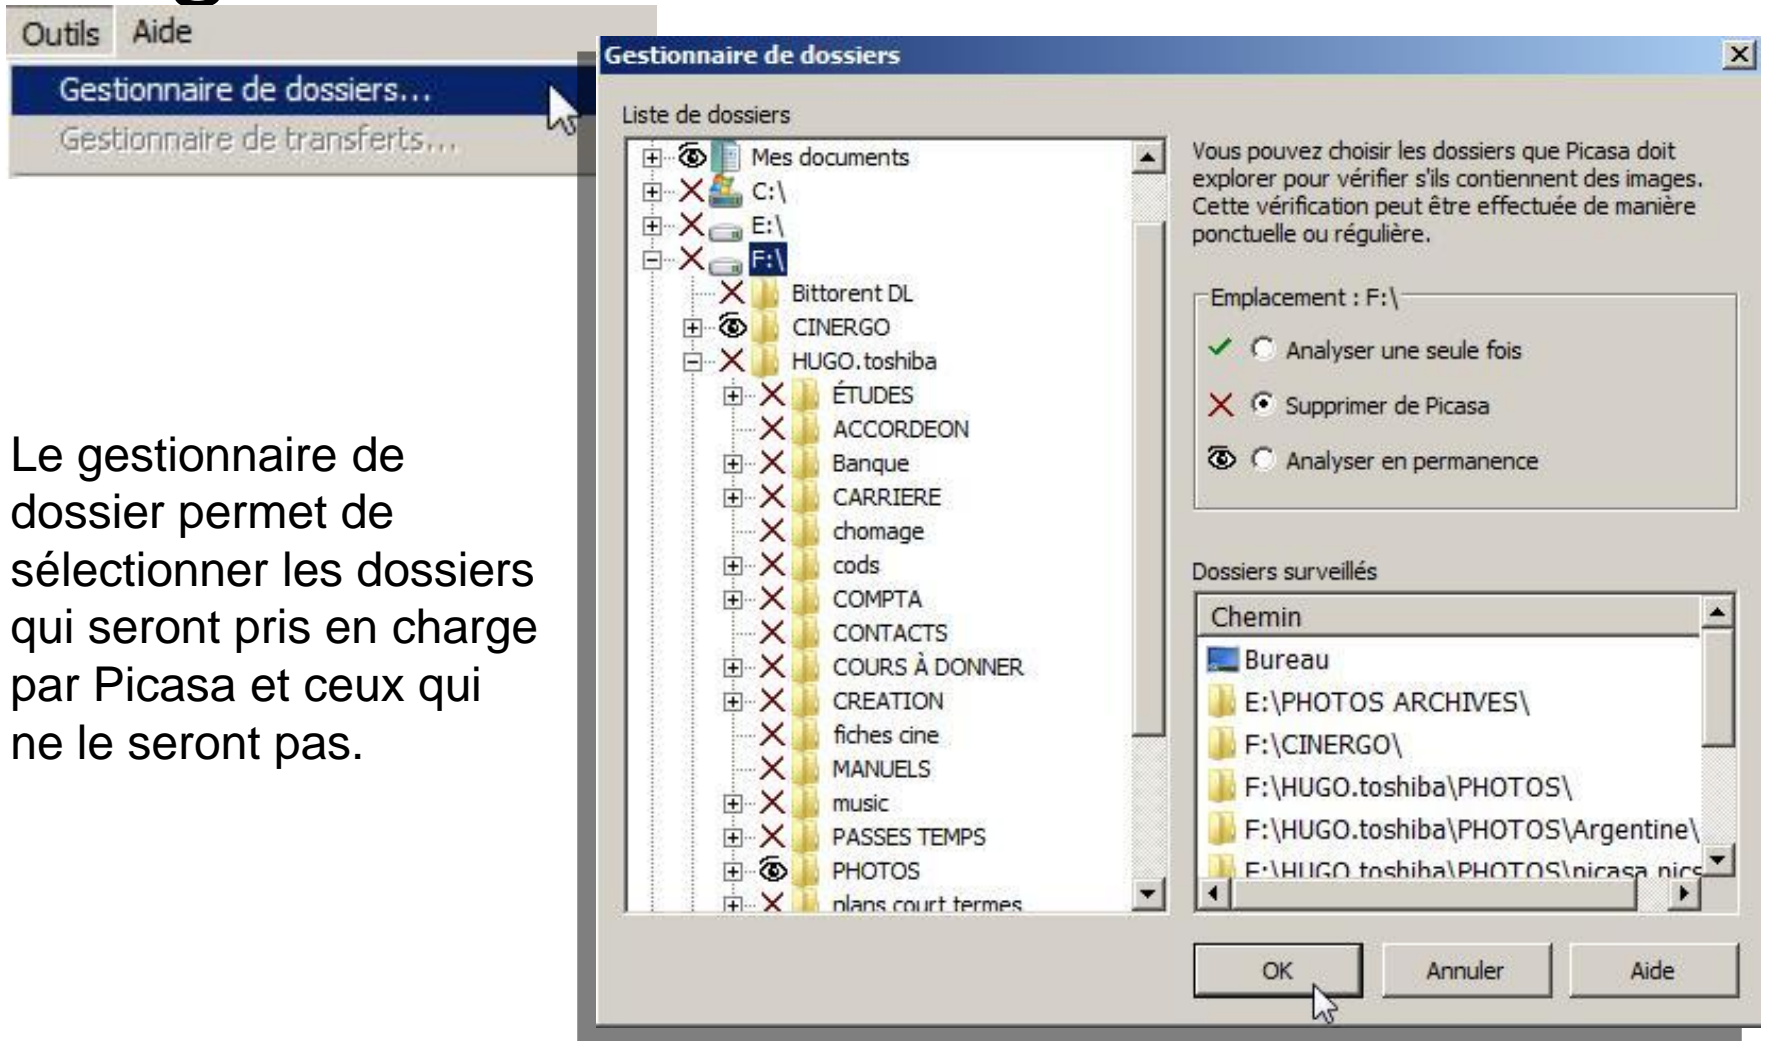 Outils Aide
Gestionnaire de dossiers...
Gestionnaire de transferts...
Le gestionnaire de
dossier permet de
sélectionner les dossiers
qui seront pris en charge
par Picasa et ceux qui
ne le seront pas.
Gestionnaire de dossiers
Liste de dossiers
Mes documents
C:\
E:\
F:\
Bittorent DL
CINERGO
HUGO.toshiba
ÉTUDES
ACCORDEON
Banque
CARRIERE
chomage
cods
COMPTA
CONTACTS
COURS À DONNER
CREATION
fiches cine
MANUELS
music
PASSES TEMPS
PHOTOS
plans court termes
Vous pouvez choisir les dossiers que Picasa doit
explorer pour vérifier s'ils contiennent des images.
Cette vérification peut être effectuée de manière
ponctuelle ou régulière.
Emplacement : F:\
Analyser une seule fois
Supprimer de Picasa
Analyser en permanence
Dossiers surveillés
Chemin
Bureau
E:\PHOTOS ARCHIVES\
F:\CINERGO\
F:\HUGO.toshiba\PHOTOS\
F:\HUGO.toshiba\PHOTOS\Argentine\
F:\HUGO.toshiba\PHOTOS\picasa pics
OK Annuler Aide